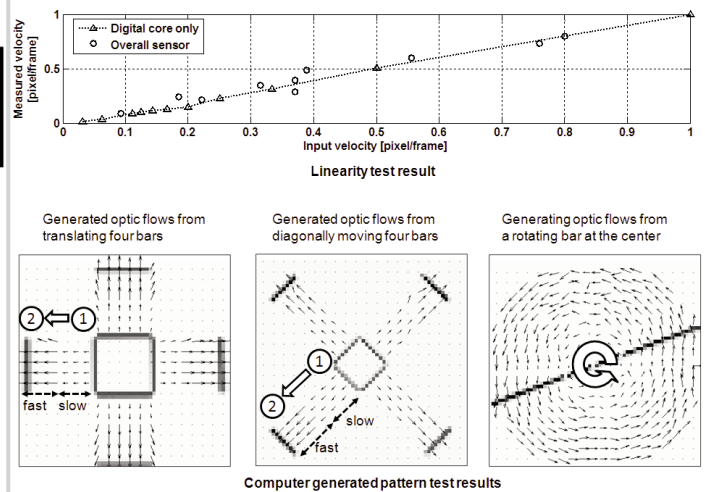 Measured velocity
[pixel/frame]
1
0.5
0
Digital core only
Overall sensor
0 0.1 0.2 0.3 0.4 0.5 0.6 0.7 0.8 0.9 1
Input velocity [pixel/frame]
Linearity test result
Generated optic flows from
translating four bars
Generated optic flows from
diagonally moving four bars
Generating optic flows from
a rotating bar at the center
2 1
fast slow
1
2
slow
fast
Computer generated pattern test results